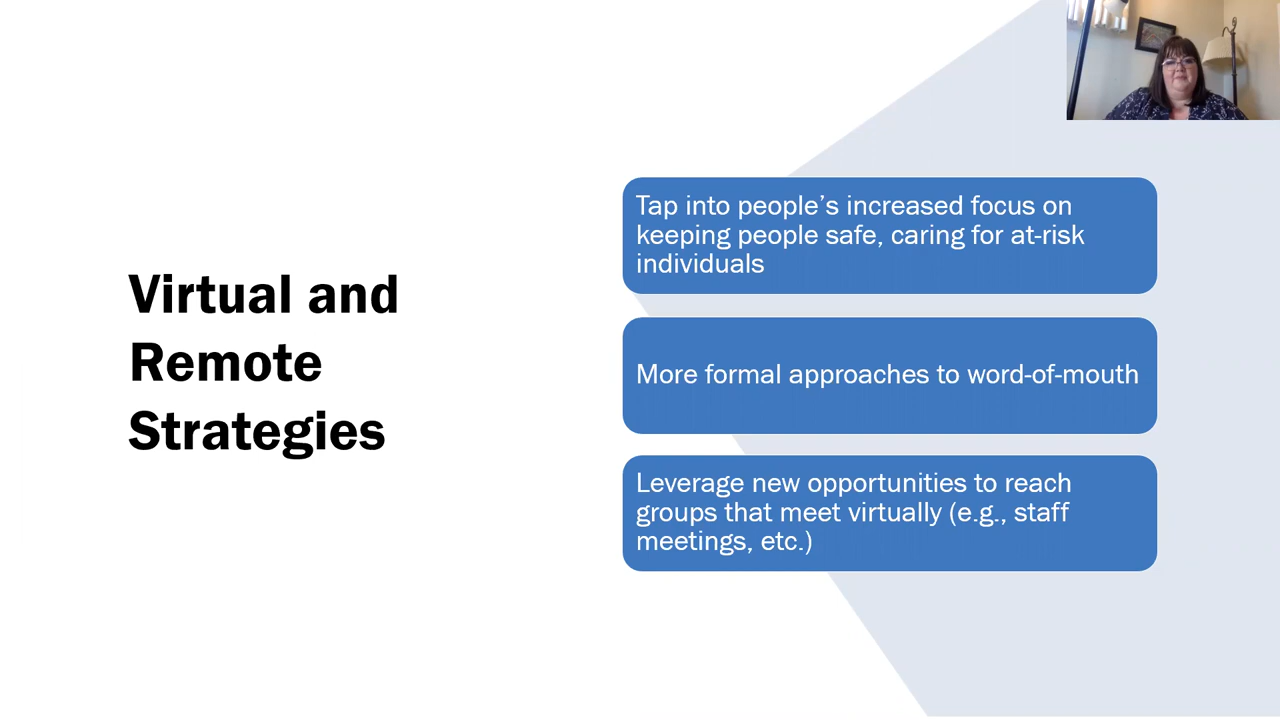 Virtual and
Remote
Strategies
Tap into people’s increased focus on
keeping people safe, caring for at-risk
individuals
More formal approaches to word-of-mouth
Leverage new opportunities to reach
groups that meet virtually (e.g., staff
meetings, etc.)